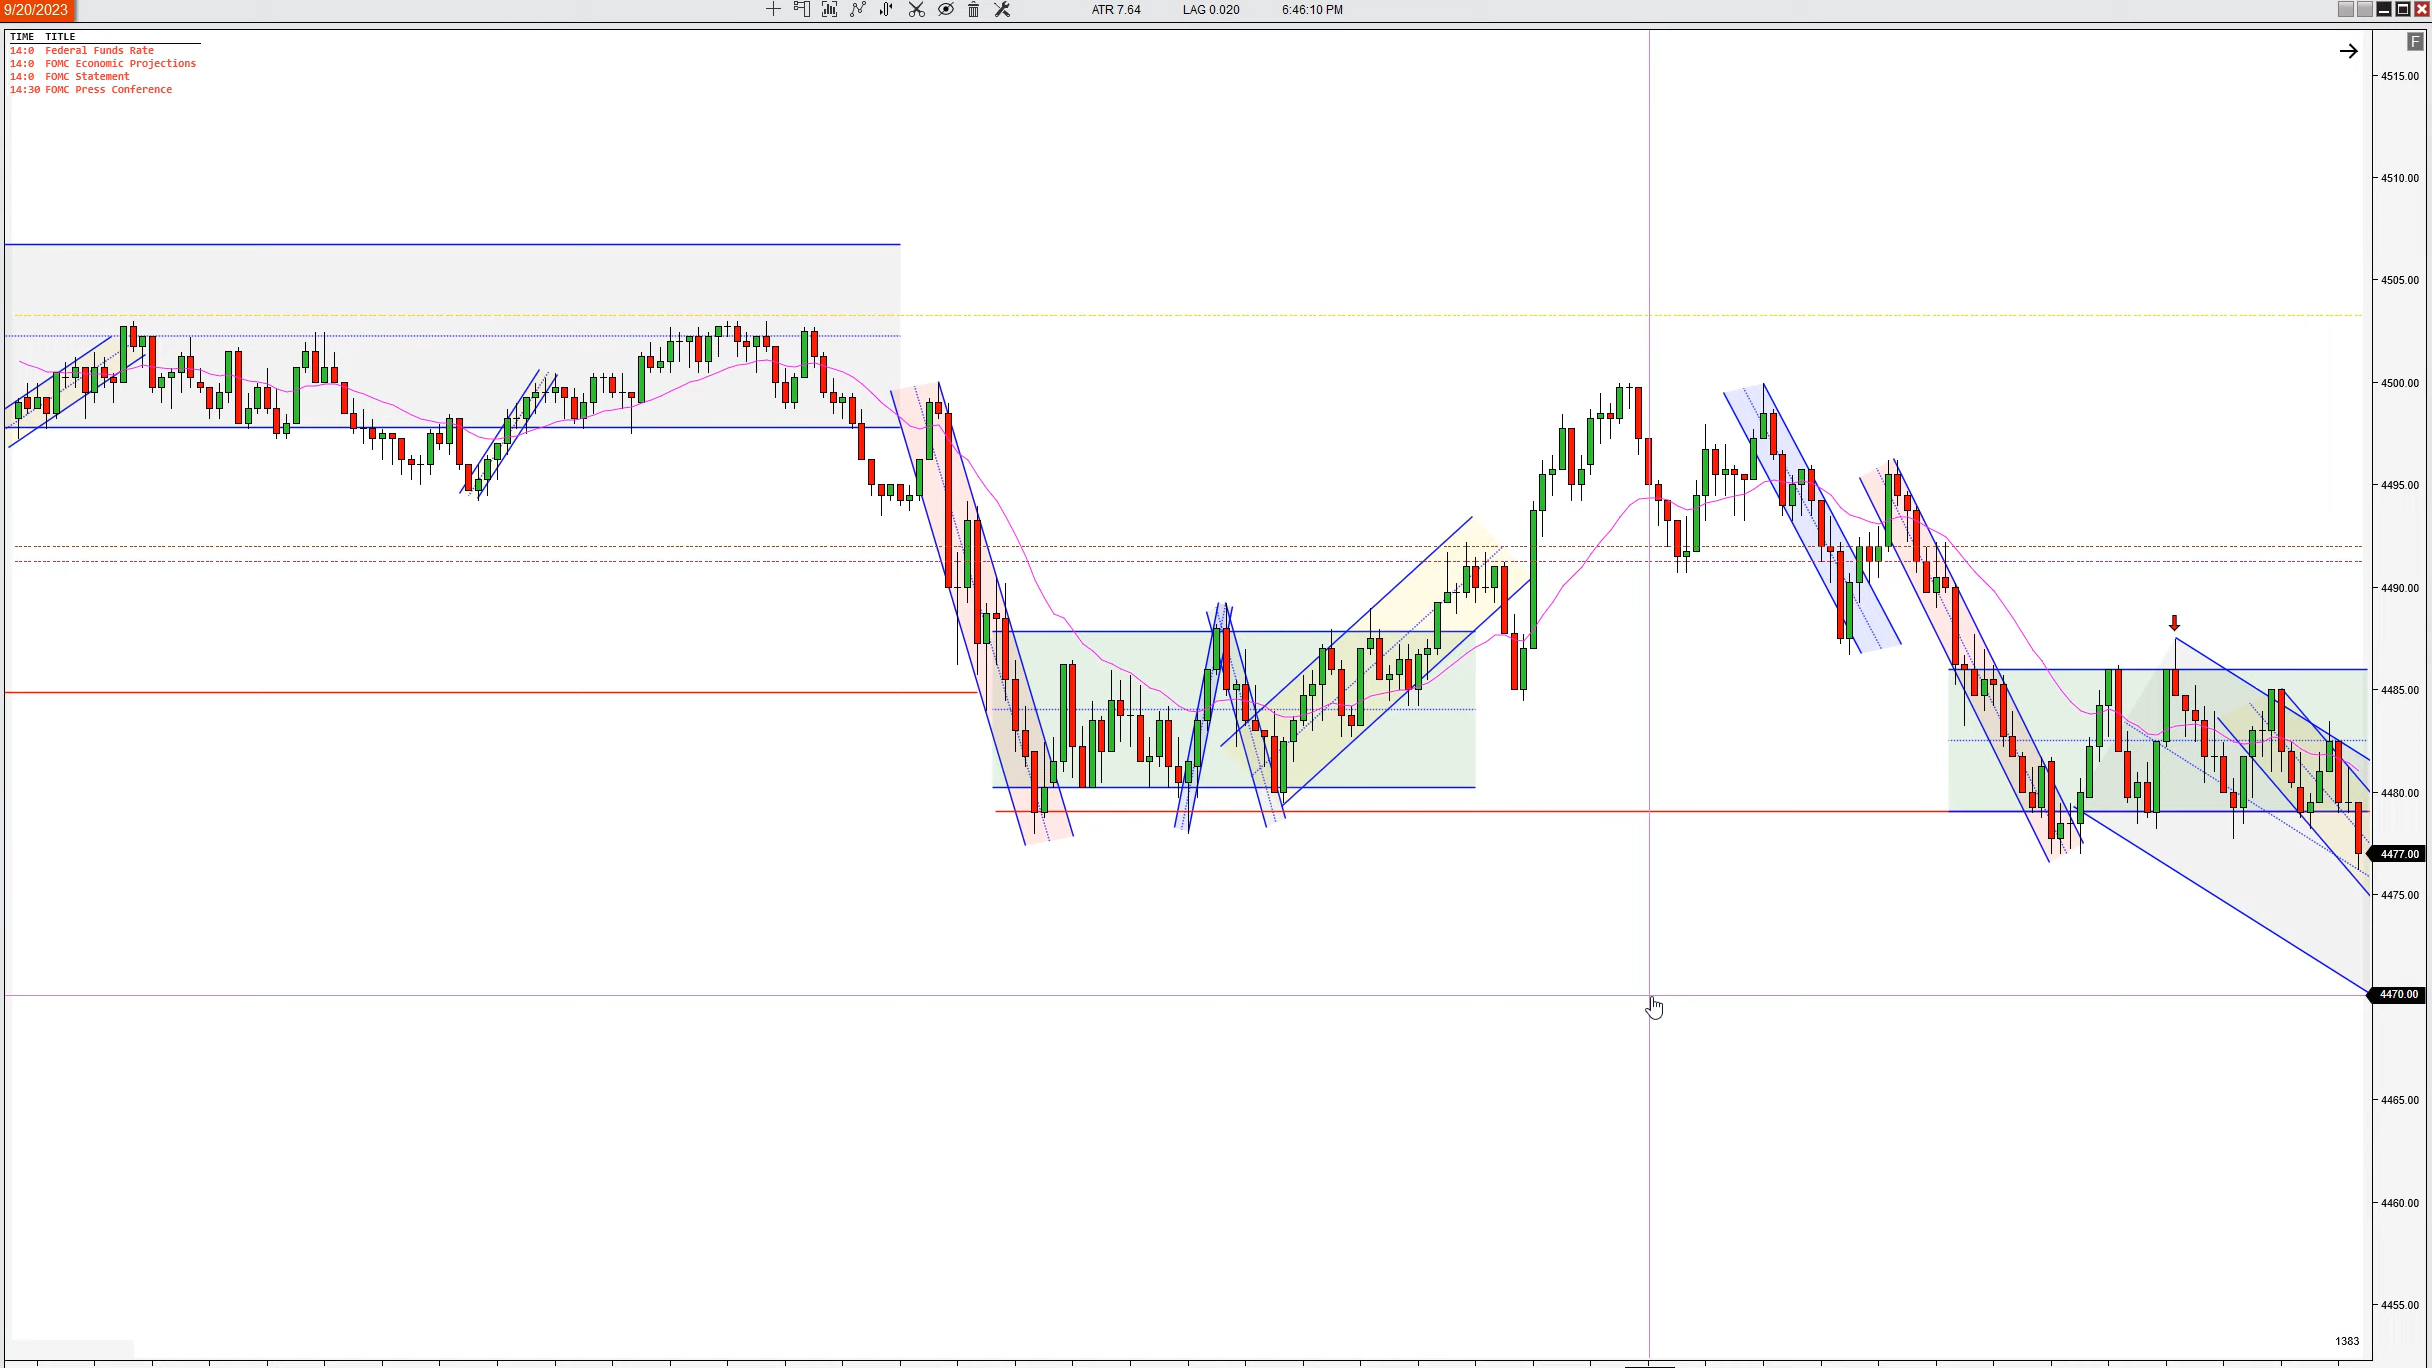 9/20/2023
ATR 7.64 LAG 0.020 6:46:10 PM
TIME TITLE
14:0 Federal Funds Rate
14:0 FOMC Economic Projections
14:0 FOMC Statement
14:30 FOMC Press Conference
F
4515.00
4510.00
4505.00
4500.00
4495.00
4490.00
4485.00
4480.00
4477.00
4475.00
4470.00
4465.00
4460.00
4455.00
1383